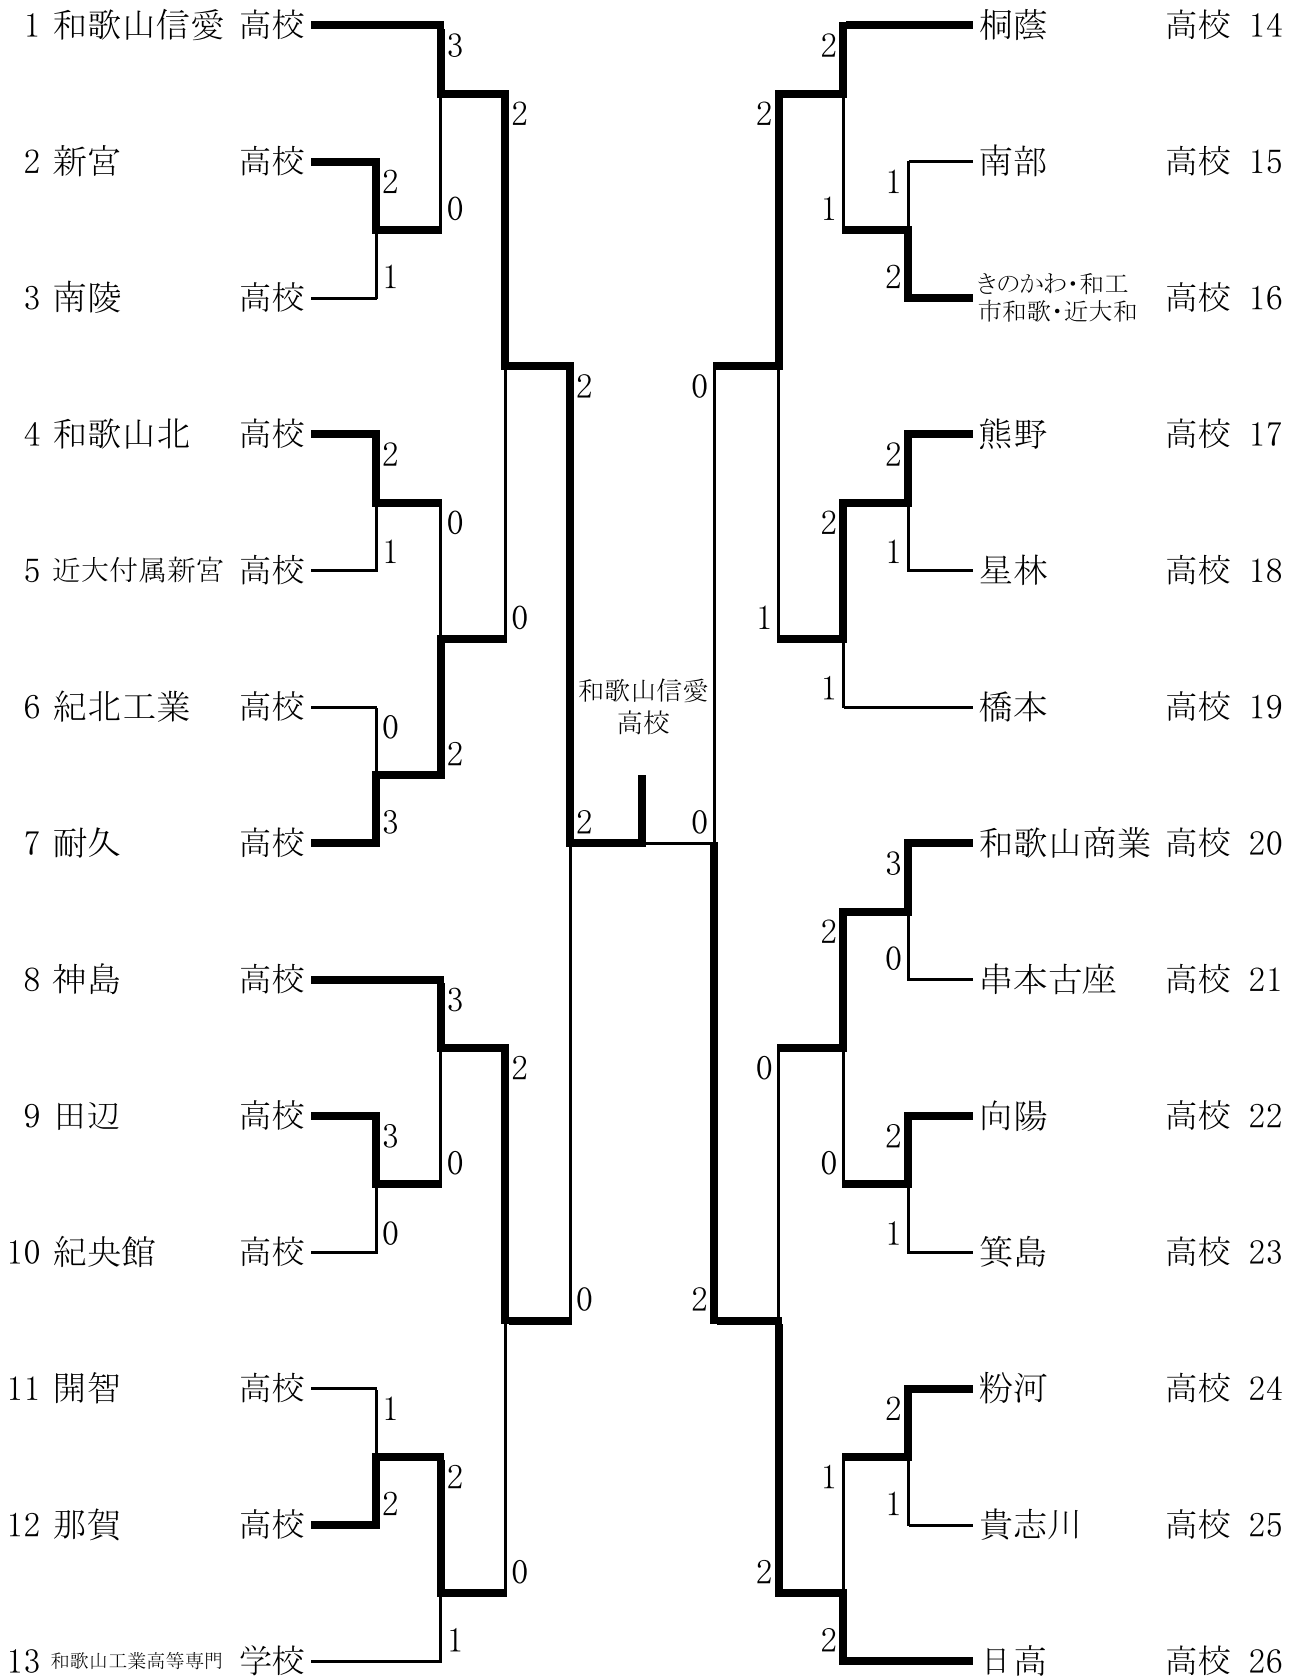 1 和歌山信愛 高校
3
2
2 新宮 高校
2
0
3 南陵 高校
1
2
4 和歌山北 高校
2
0
5 近大付属新宮 高校
1
0
6 紀北工業 高校
0
2
7 耐久 高校
3
2
和歌山信愛
高校
8 神島 高校
3
2
9 田辺 高校
3
0
10 紀央館 高校
0
0
11 開智 高校
1
2
12 那賀 高校
2
0
13 和歌山工業高等専門 学校
1
桐蔭 高校 14
2
2
南部 高校 15
1
1
きのかわ・和工
市和歌・近大和
高校 16
2
0
熊野 高校 17
2
2
星林 高校 18
1
1
橋本 高校 19
1
0
和歌山商業 高校 20
3
2
串本古座 高校 21
0
0
向陽 高校 22
2
0
箕島 高校 23
1
2
粉河 高校 24
2
1
貴志川 高校 25
1
2
日高 高校 26
2